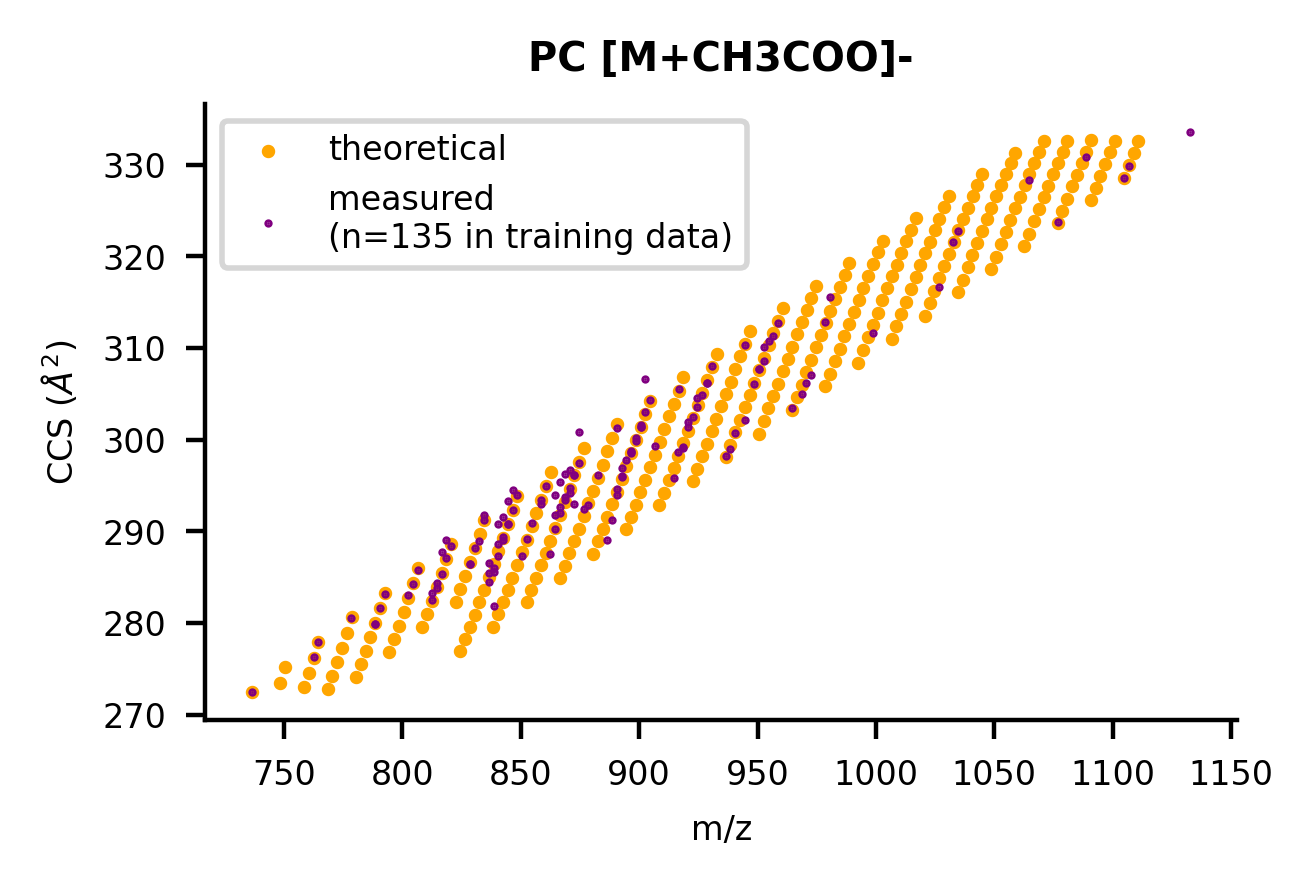 PC [M+CH3COO]-
theoretical
measured
(n=135 in training data)
CCS (Å²)
330
320
310
300
290
280
270
750 800 850 900 950 1000 1050 1100 1150
m/z